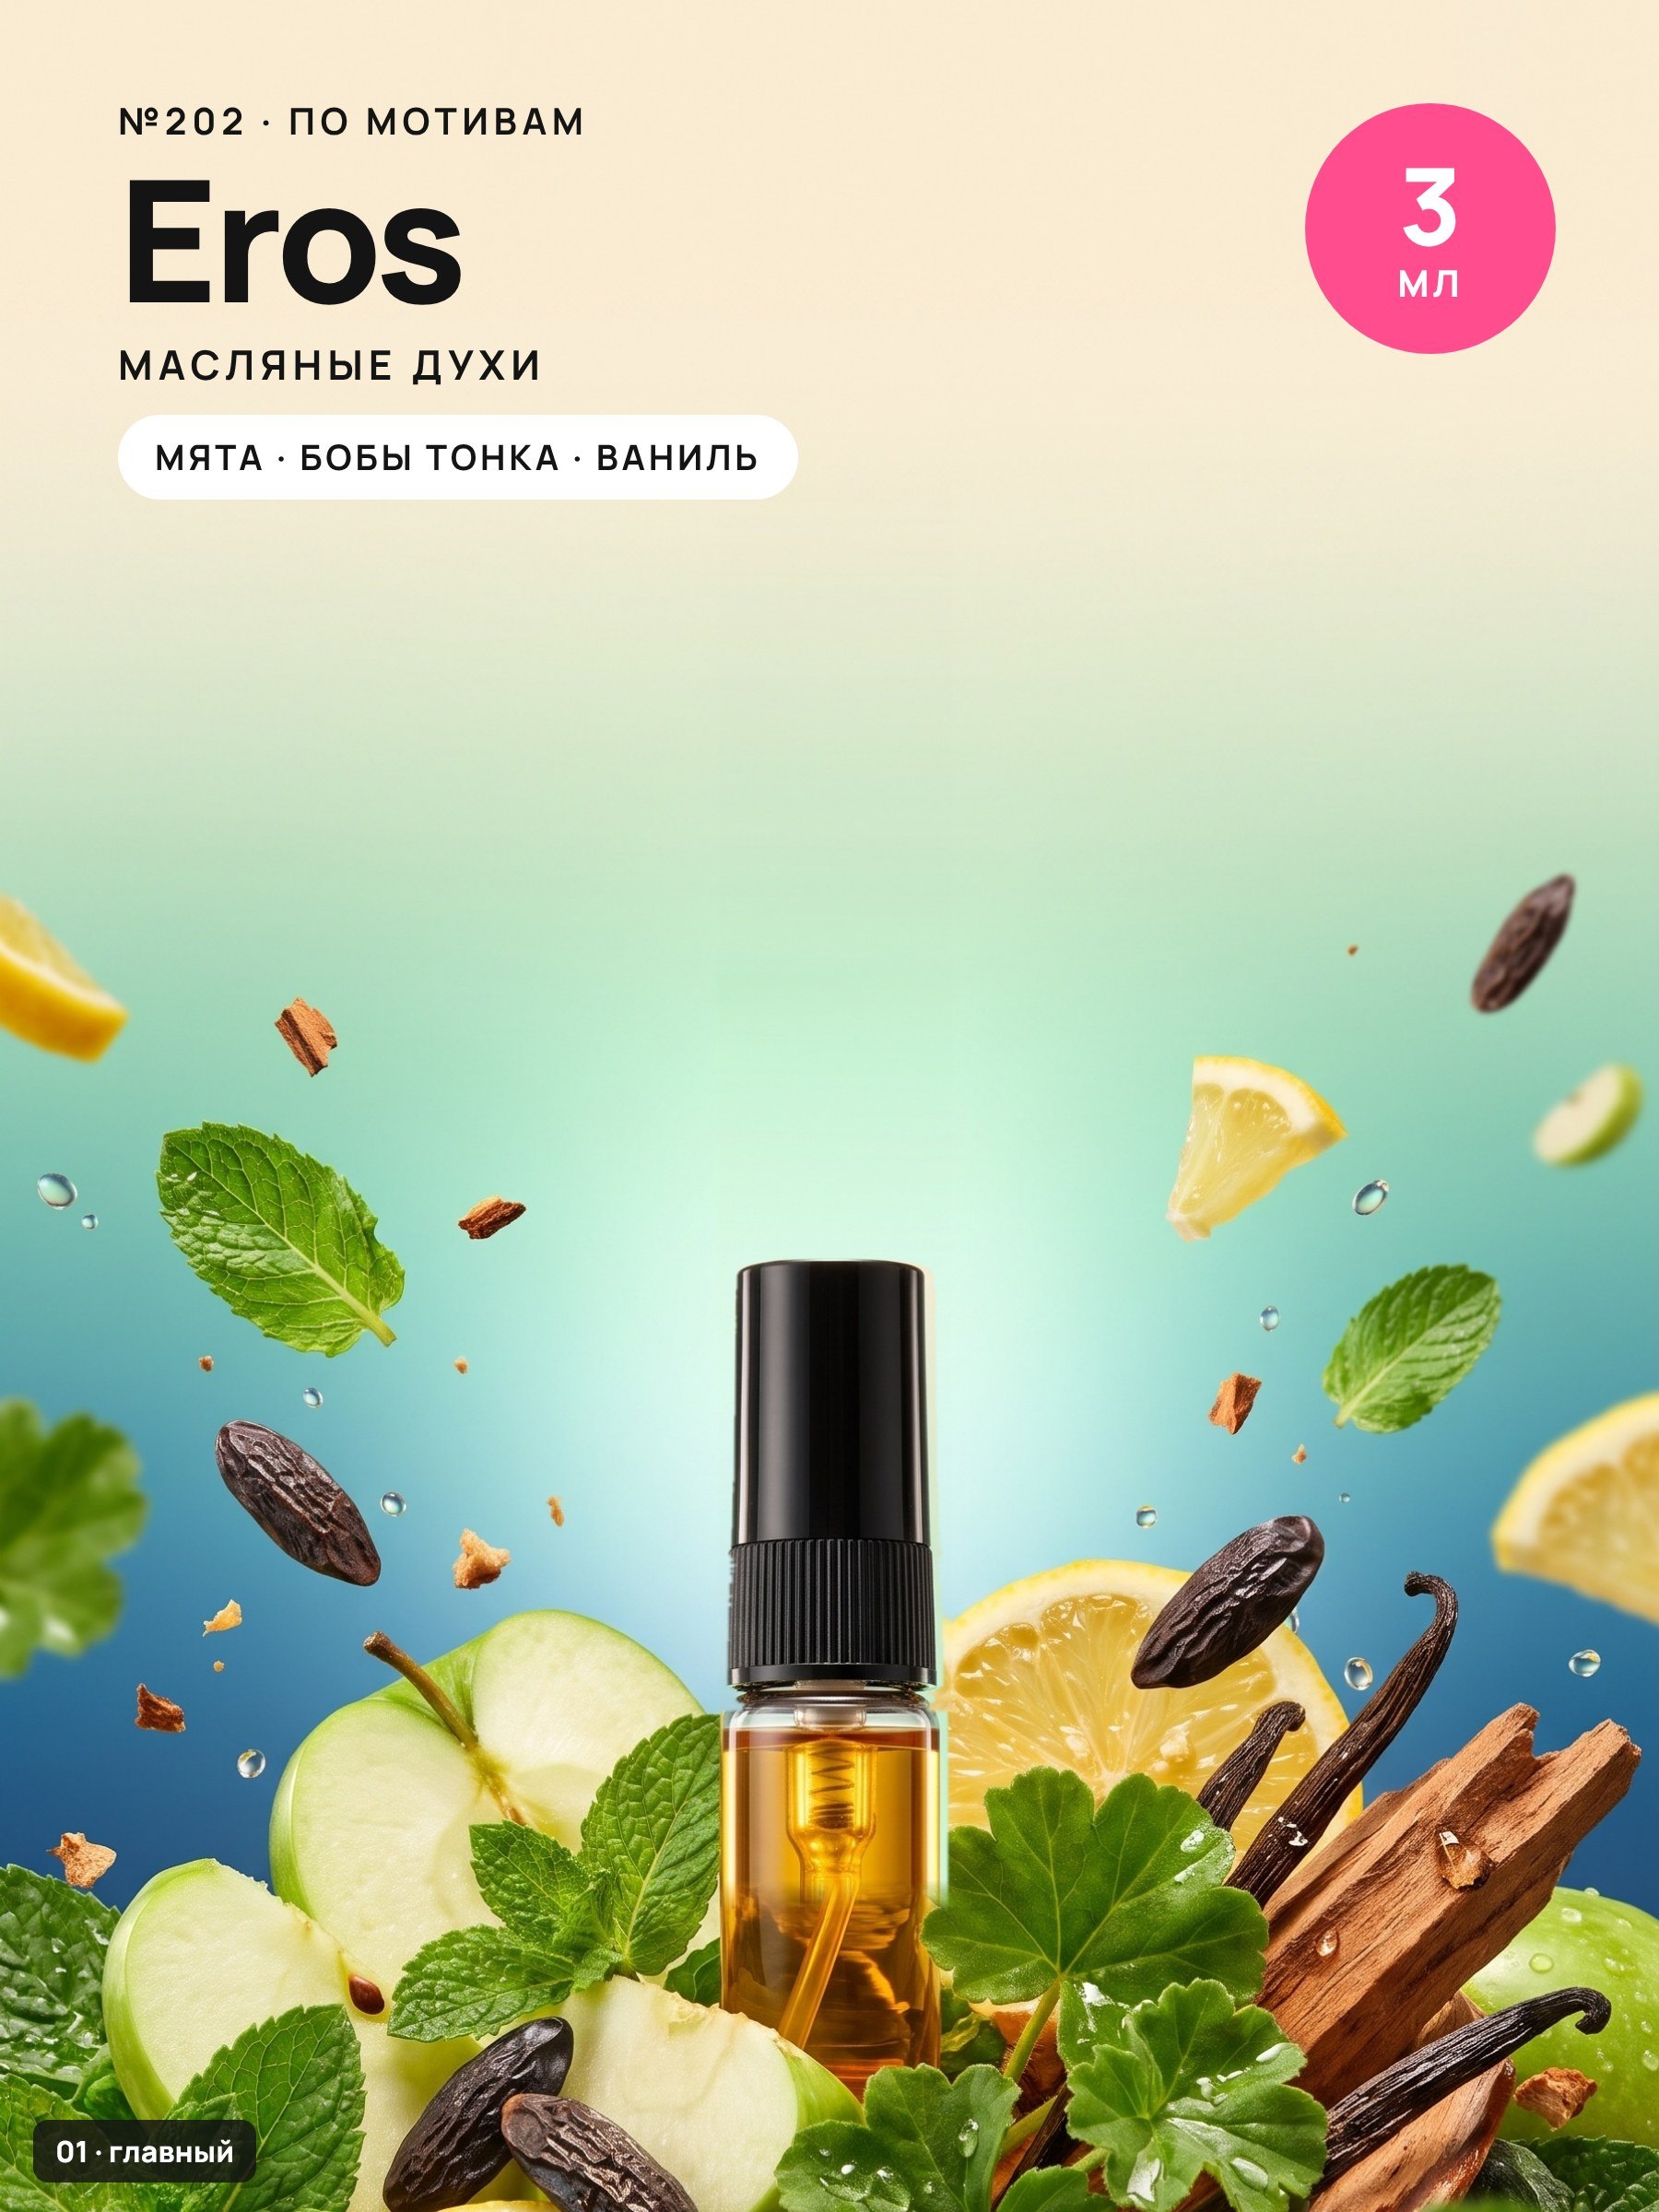 №202 · ПО МОТИВАМ
Eros
МАСЛЯНЫЕ ДУХИ
МЯТА · БОБЫ ТОНКА · ВАНИЛЬ
3
МЛ
01 · главный